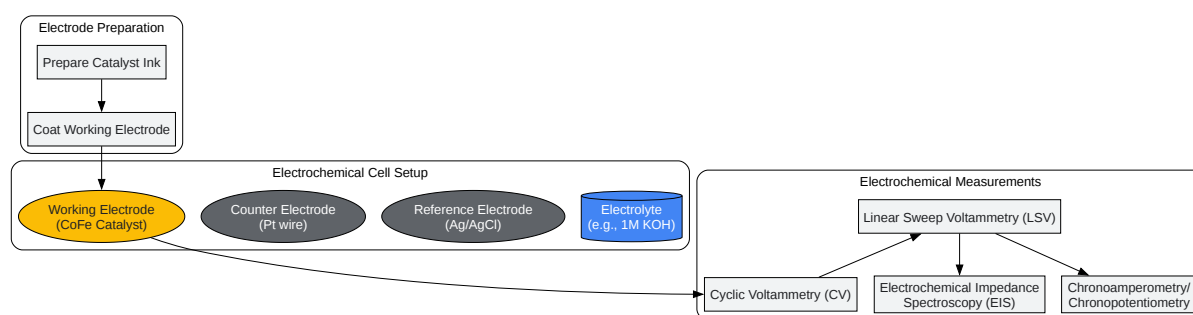 Electrode Preparation
Prepare Catalyst Ink
Coat Working Electrode
Electrochemical Cell Setup
Working Electrode
(CoFe Catalyst)
Counter Electrode
(Pt wire)
Reference Electrode
(Ag/AgCl)
Electrolyte
(e.g., 1M KOH)
Electrochemical Measurements
Linear Sweep Voltammetry (LSV)
Cyclic Voltammetry (CV)
Electrochemical Impedance
Spectroscopy (EIS)
Chronoamperometry/
Chronopotentiometry